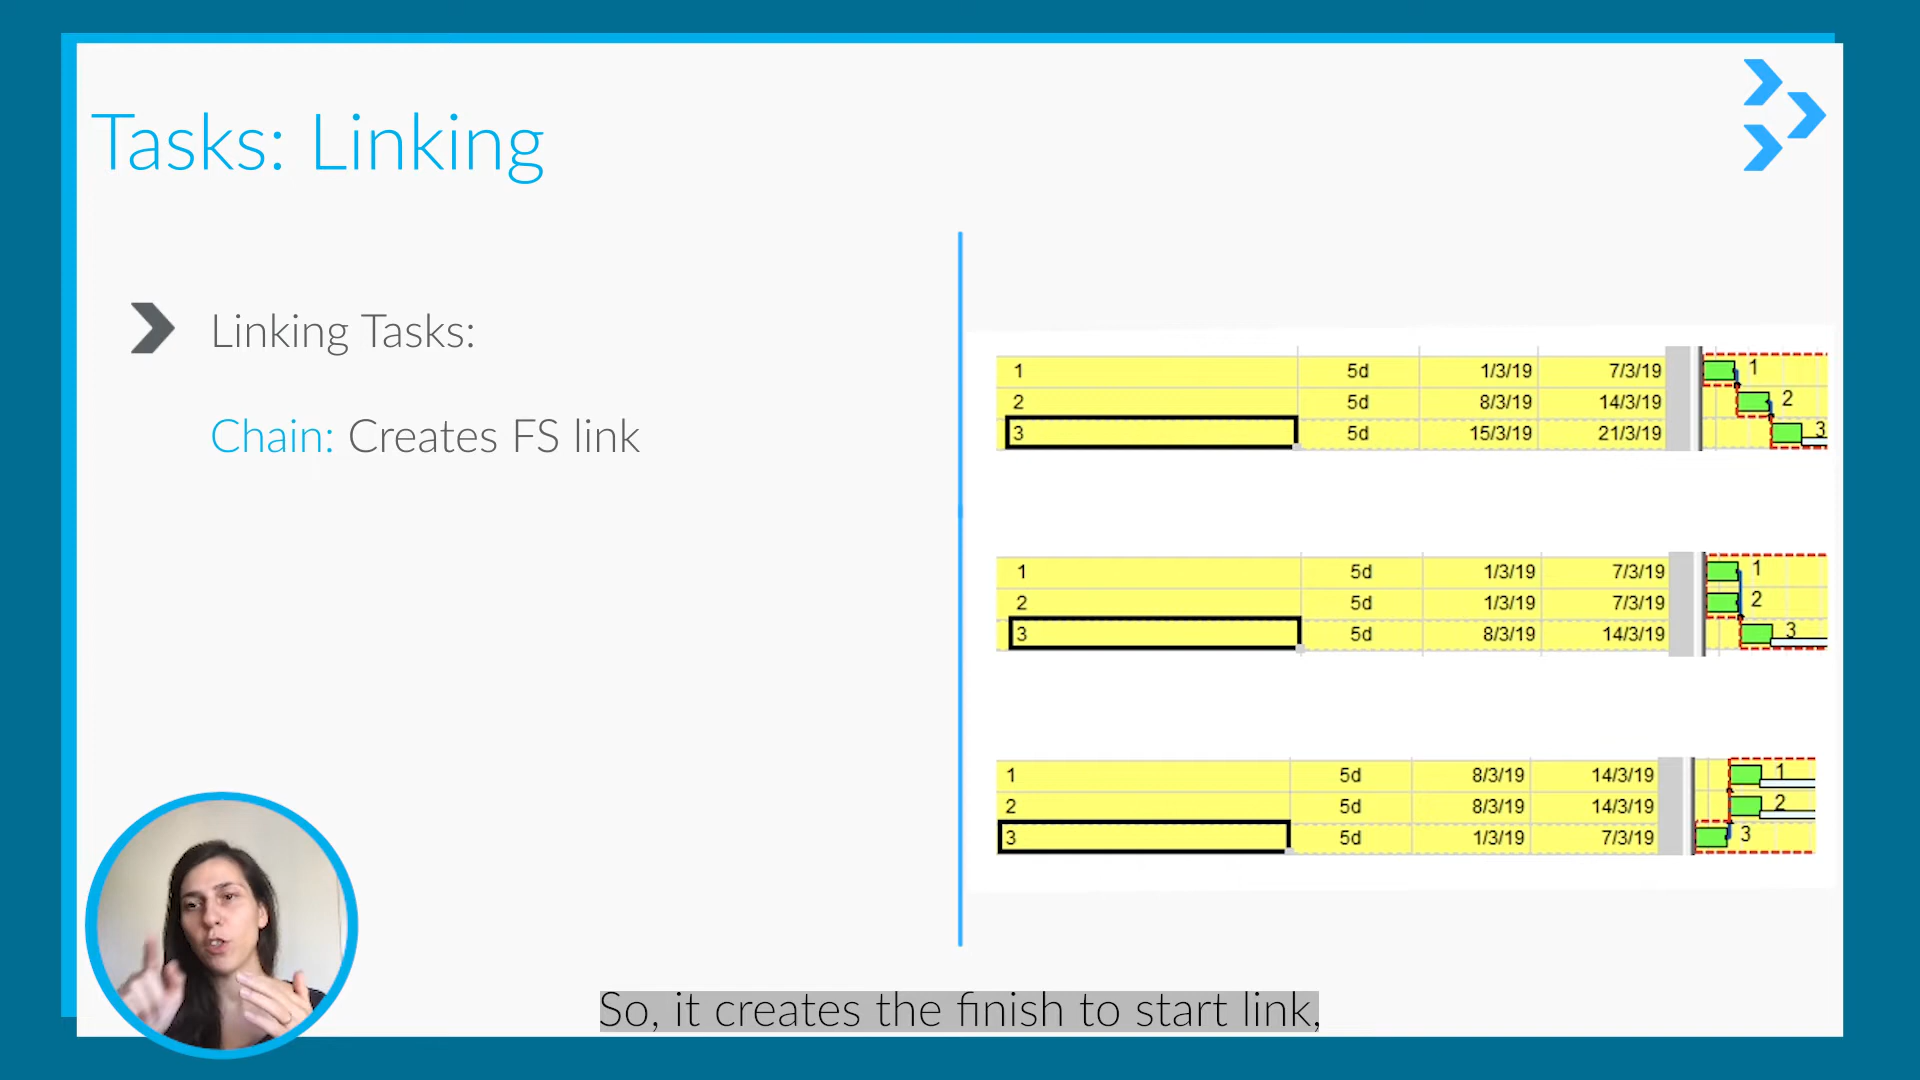 Tasks: Linking
Linking Tasks:
Chain: Creates FS link
1 5d 1/3/19 7/3/19 1
2 5d 8/3/19 14/3/19 2
3 5d 15/3/19 21/3/19 3
1 5d 1/3/19 7/3/19 1
2 5d 1/3/19 7/3/19 2
3 5d 8/3/19 14/3/19 3
1 5d 8/3/19 14/3/19 1
2 5d 8/3/19 14/3/19 2
3 5d 1/3/19 7/3/19 3
So, it creates the finish to start link,